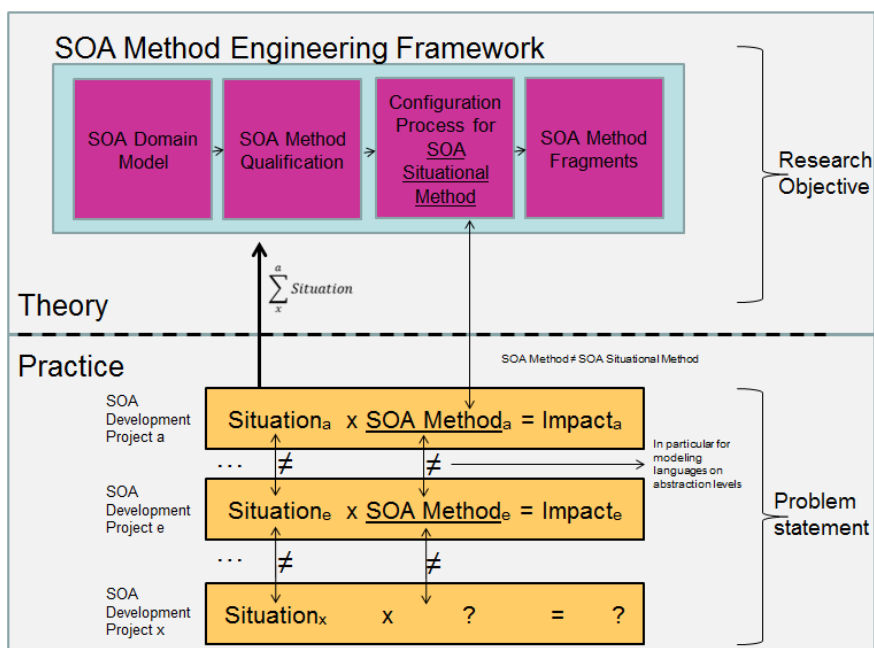 SOA Method Engineering Framework
SOA Domain
Model
SOA Method
Qualification
Configuration
Process for
SOA
Situational
Method
SOA Method
Fragments
Research
Objective
a
∑ Situation
x
Theory
Practice
SOA Method ≠ SOA Situational Method
SOA
Development
Project a
Situationₐ x SOA Methodₐ = Impactₐ
... ≠ ≠
In particular for
modeling
languages on
abstraction levels
SOA
Development
Project e
Situationₑ x SOA Methodₑ = Impactₑ
... ≠ ≠
SOA
Development
Project x
Situationₓ x ? = ?
Problem
statement